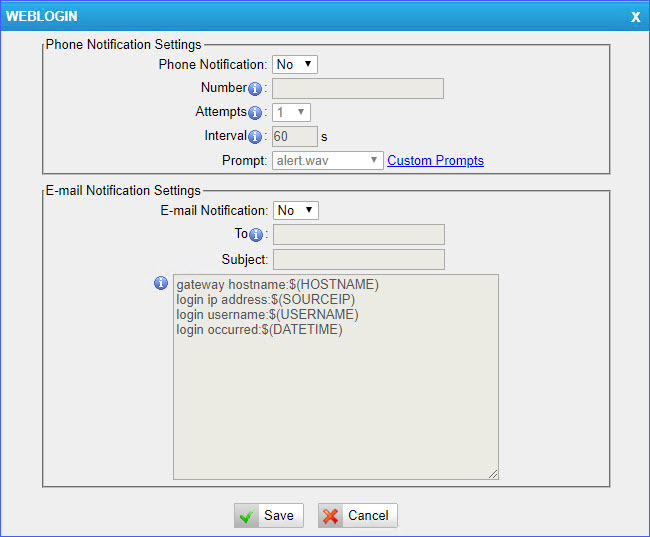 WEBLOGIN X
Phone Notification Settings
Phone Notification: No
Number i :
Attempts i : 1
Interval i : 60 s
Prompt: alert.wav Custom Prompts
E-mail Notification Settings
E-mail Notification: No
To i :
Subject:
i gateway hostname:$(HOSTNAME)
login ip address:$(SOURCEIP)
login username:$(USERNAME)
login occurred:$(DATETIME)
Save Cancel